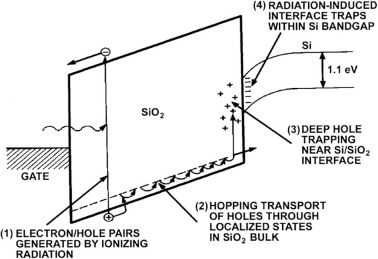 (4) RADIATION-INDUCED
INTERFACE TRAPS
WITHIN Si BANDGAP
Si
1.1 eV
SiO2
(3) DEEP HOLE
TRAPPING
NEAR Si/SiO2
INTERFACE
GATE
(1) ELECTRON/HOLE PAIRS
GENERATED BY IONIZING
RADIATION
(2) HOPPING TRANSPORT
OF HOLES THROUGH
LOCALIZED STATES
IN SiO2 BULK